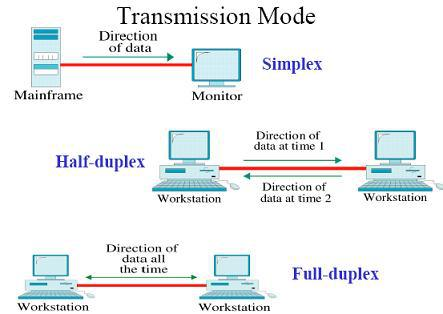 Transmission Mode
Direction
of data
Simplex
Mainframe
Monitor
Half-duplex
Direction of
data at time 1
Direction of
data at time 2
Workstation
Workstation
Direction of
data all
the time
Full-duplex
Workstation
Workstation